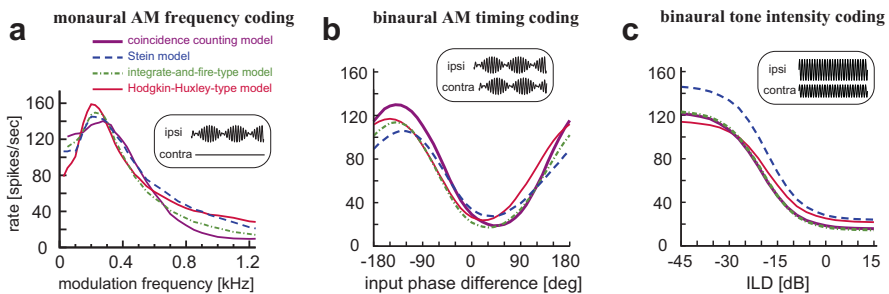 monaural AM frequency coding
binaural AM timing coding
binaural tone intensity coding
a
coincidence counting model
Stein model
integrate-and-fire-type model
Hodgkin-Huxley-type model
ipsi
contra
rate [spikes/sec]
160
120
80
40
0
0 0.4 0.8 1.2
modulation frequency [kHz]
b
ipsi
contra
160
120
80
40
0
-180 -90 0 90 180
input phase difference [deg]
c
ipsi
contra
160
120
80
40
0
-45 -30 -15 0 15
ILD [dB]